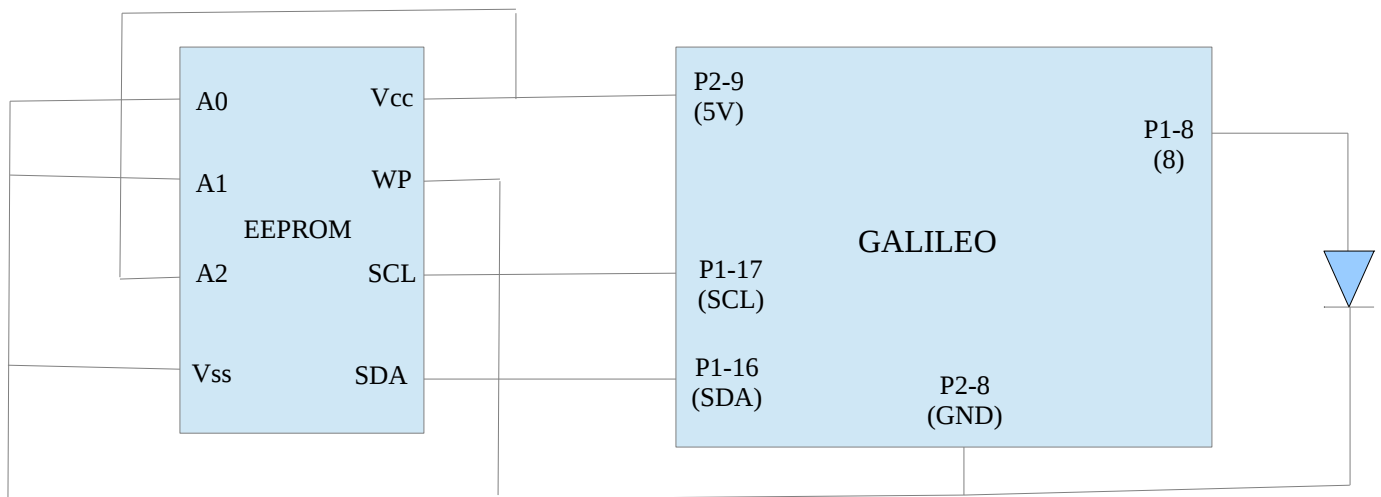 A0
Vcc
A1
WP
EEPROM
A2
SCL
Vss
SDA
P2-9
(5V)
P1-8
(8)
GALILEO
P1-17
(SCL)
P1-16
(SDA)
P2-8
(GND)